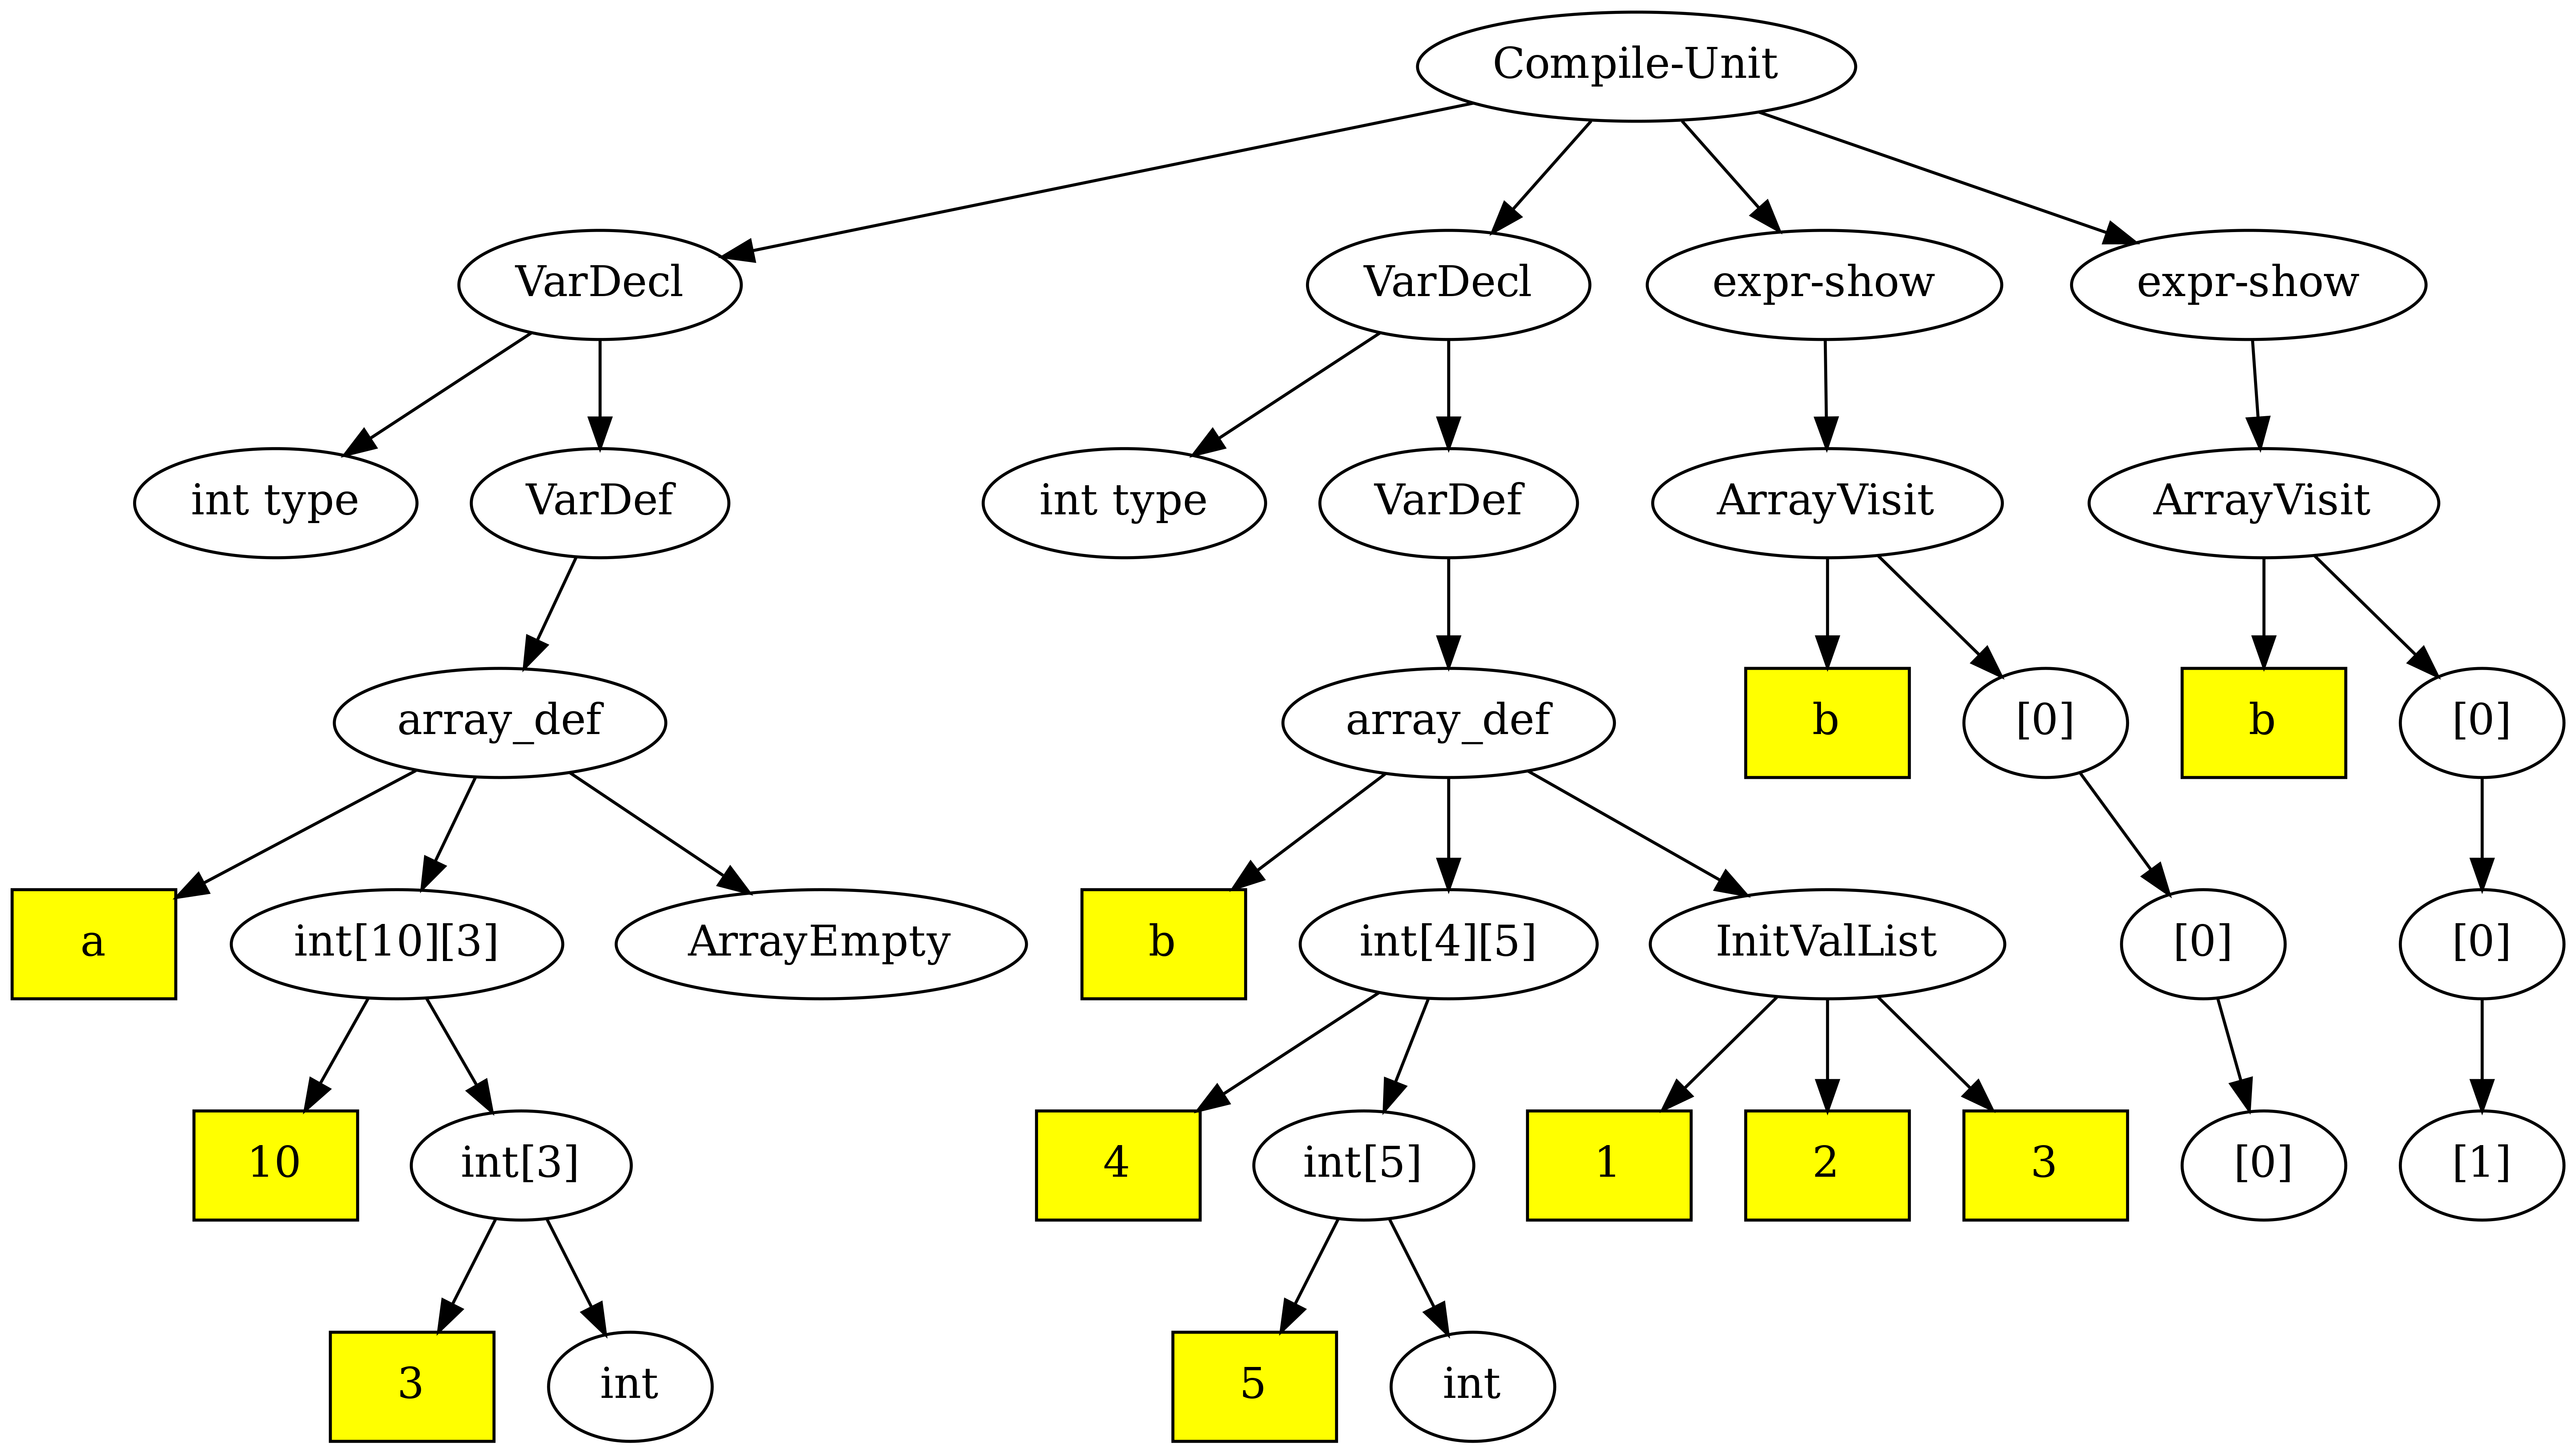 Compile-Unit
VarDecl
VarDecl
expr-show
expr-show
int type
VarDef
int type
VarDef
ArrayVisit
ArrayVisit
array_def
array_def
b
[0]
b
[0]
a
int[10][3]
ArrayEmpty
b
int[4][5]
InitValList
[0]
[0]
10
int[3]
4
int[5]
1
2
3
[0]
[1]
3
int
5
int